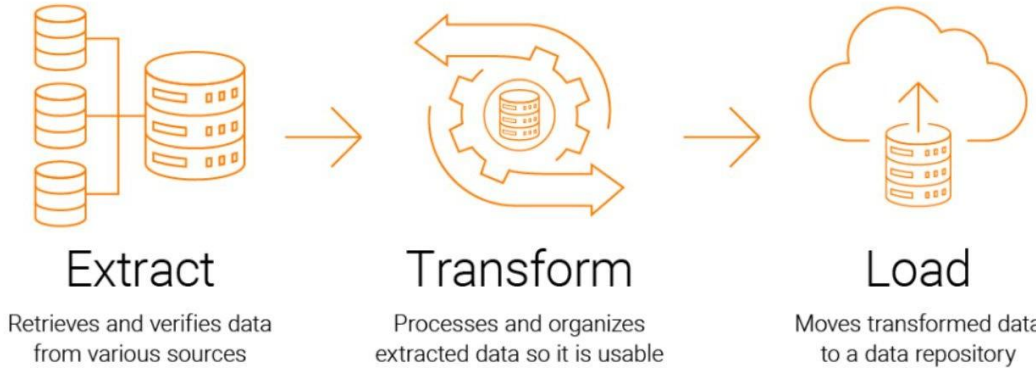 Extract
Retrieves and verifies data
from various sources
Transform
Processes and organizes
extracted data so it is usable
Load
Moves transformed data
to a data repository